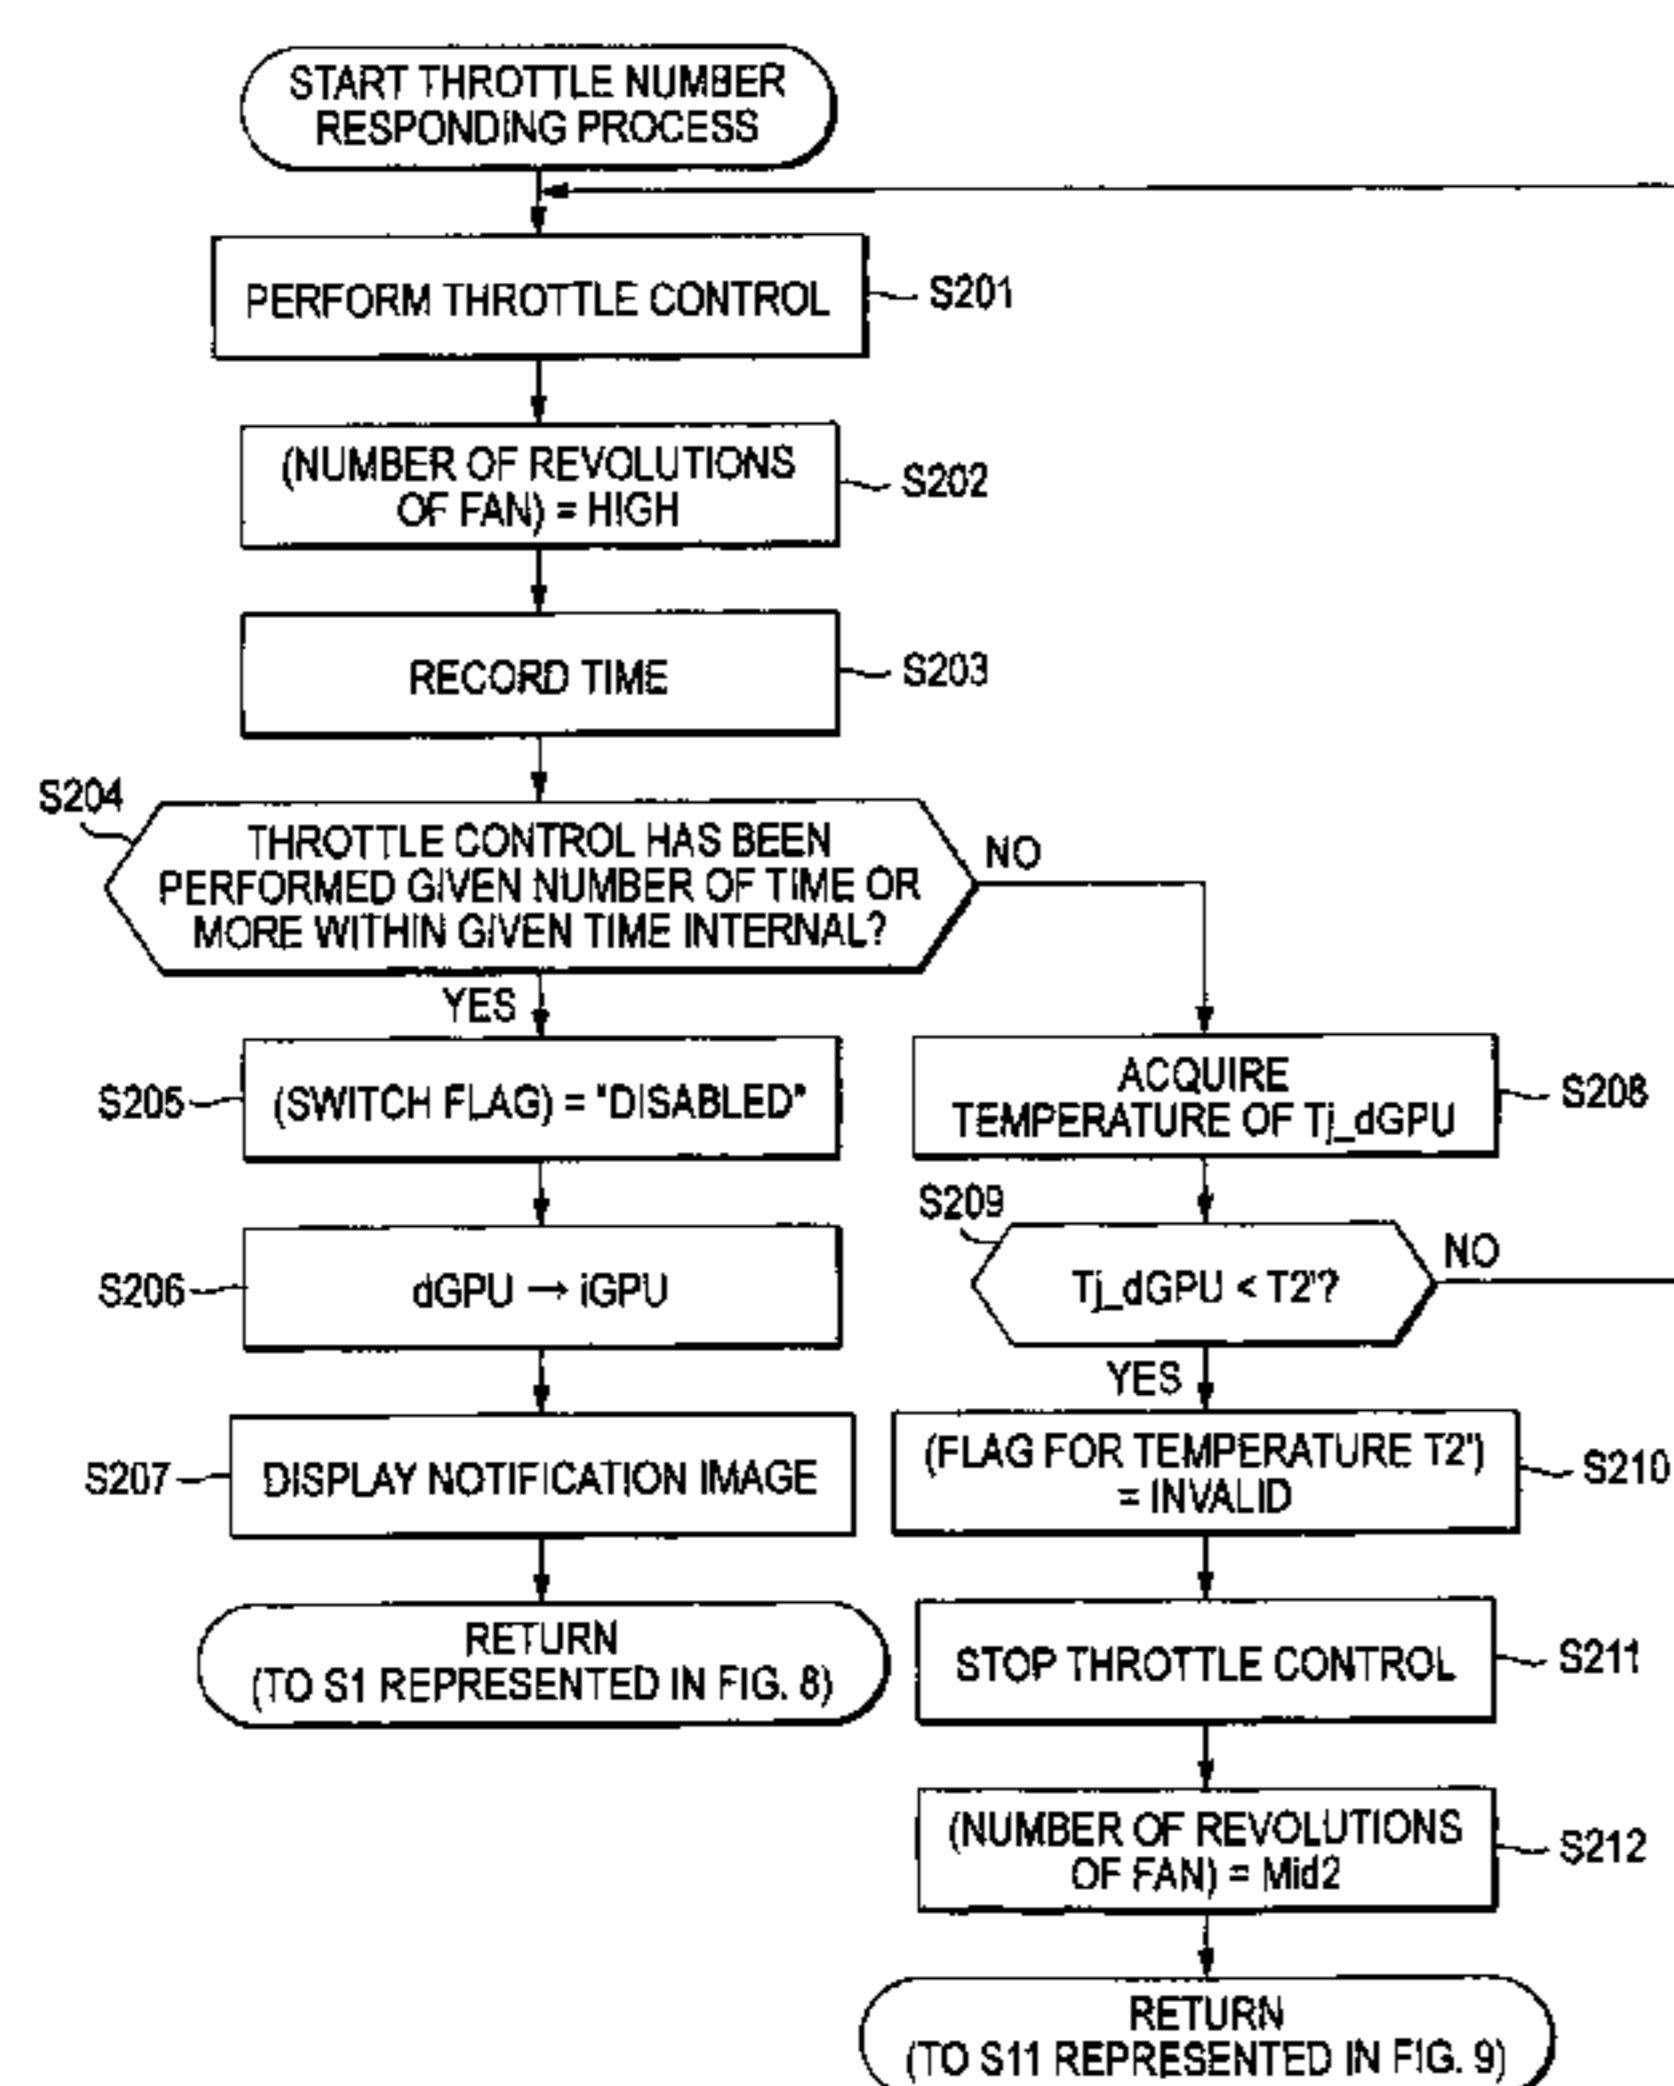 START THROTTLE NUMBER
RESPONDING PROCESS
PERFORM THROTTLE CONTROL
S201
(NUMBER OF REVOLUTIONS
OF FAN) = HIGH
S202
RECORD TIME
S203
S204
THROTTLE CONTROL HAS BEEN
PERFORMED GIVEN NUMBER OF TIME OR
MORE WITHIN GIVEN TIME INTERNAL?
NO
YES
S205
(SWITCH FLAG) = "DISABLED"
S206
dGPU → iGPU
S207
DISPLAY NOTIFICATION IMAGE
RETURN
(TO S1 REPRESENTED IN FIG. 8)
ACQUIRE
TEMPERATURE OF Tj_dGPU
S208
S209
Tj_dGPU < T2'?
NO
YES
(FLAG FOR TEMPERATURE T2')
= INVALID
S210
STOP THROTTLE CONTROL
S211
(NUMBER OF REVOLUTIONS
OF FAN) = Mid2
S212
RETURN
(TO S11 REPRESENTED IN FIG. 9)